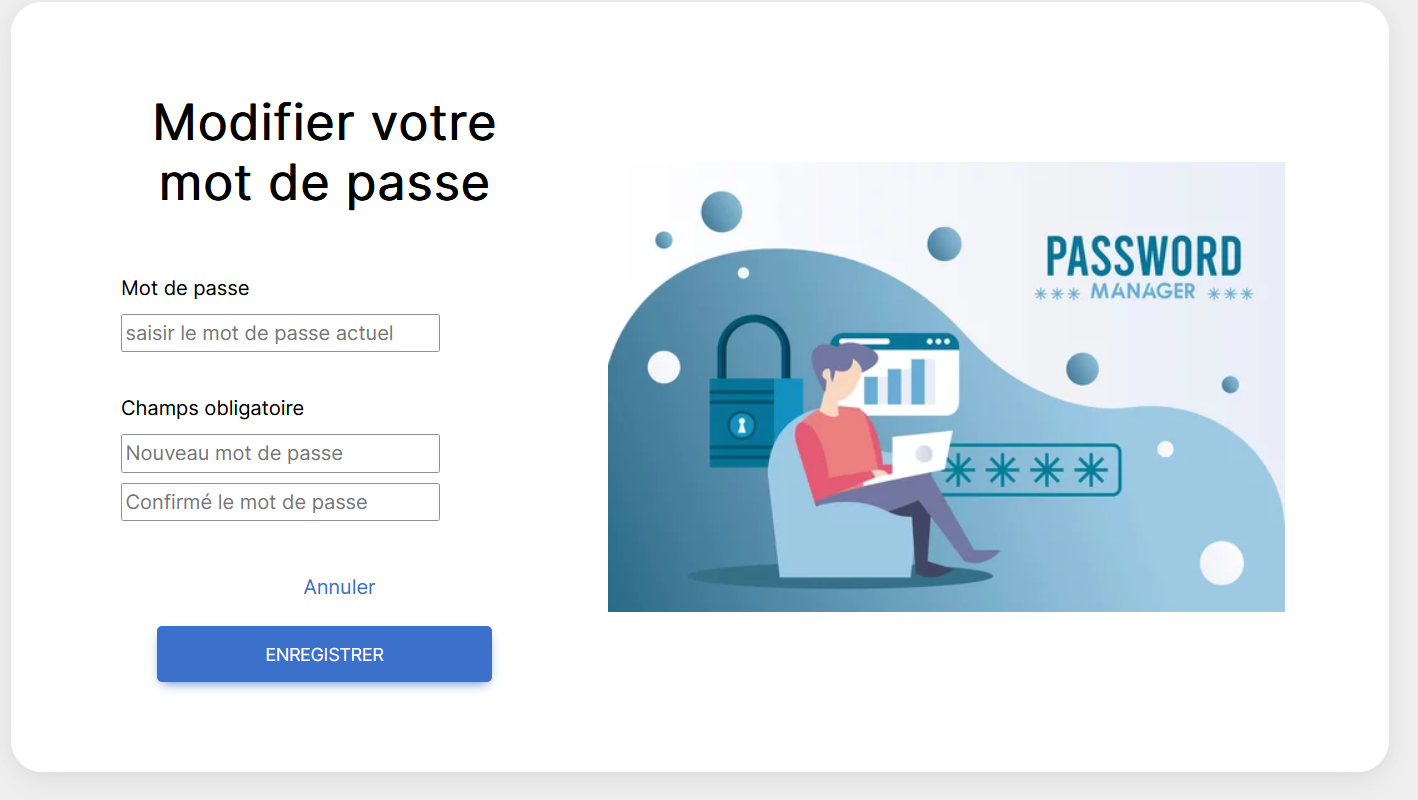 Modifier votre
mot de passe
Mot de passe
saisir le mot de passe actuel
Champs obligatoire
Nouveau mot de passe
Confirmé le mot de passe
Annuler
ENREGISTRER
PASSWORD
*** MANAGER ***
****